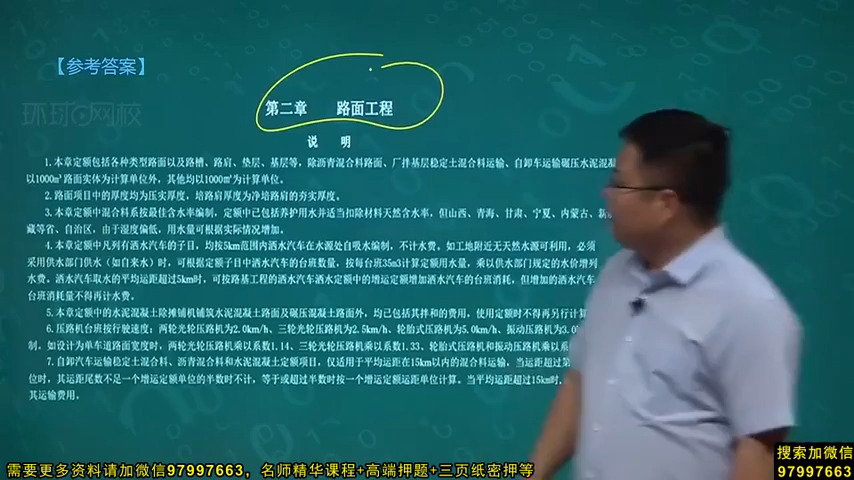 【参考答案】
环球网校
第二章 路面工程
说 明
1.本章定额包括各种类型路面以及路槽、路肩、垫层、基层等，除沥青混合料路面、厂拌基层稳定土混合料运输、自卸车运输碾压水泥混凝
以1000m³路面实体为计算单位外，其他均以1000㎡为计算单位。
2.路面项目中的厚度均为压实厚度，培路肩厚度为净培路肩的夯实厚度。
3.本章定额中混合料系按最佳含水率编制，定额中已包括养护用水并适当扣除材料天然含水率，但山西、青海、甘肃、宁夏、内蒙古、新
藏等省、自治区，由于湿度偏低，用水量可根据实际情况增加。
4.本章定额中凡列有洒水汽车的子目，均按5km范围内洒水汽车在水源处自吸水编制，不计水费。如工地附近无天然水源可利用，必须
采用供水部门供水（如自来水）时，可根据定额子目中洒水汽车的台班数量，按每台班35m3计算定额用水量，乘以供水部门规定的水价增列
水费。洒水汽车取水的平均运距超过5km时，可按路基工程的洒水汽车洒水定额中的增运定额增加洒水汽车的台班消耗，但增加的洒水汽车
台班消耗量不得再计水费。
5.本章定额中的水泥混凝土除摊铺机铺筑水泥混凝土路面及碾压混凝土路面外，均已包括其拌和的费用，使用定额时不得再另行计算
6.压路机台班按行驶速度：两轮光轮压路机为2.0km/h、三轮光轮压路机为2.5km/h、轮胎式压路机为5.0km/h、振动压路机为3.0
制。如设计为单车道路面宽度时，两轮光轮压路机乘以系数1.14、三轮光轮压路机乘以系数1.33、轮胎式压路机和振动压路机乘以系
7.自卸汽车运输稳定土混合料、沥青混合料和水泥混凝土定额项目，仅适用于平均运距在15km以内的混合料运输，当运距超过第
位时，其运距尾数不足一个增运定额单位的半数时不计，等于或超过半数时按一个增运定额运距单位计算。当平均运距超过15km时，
其运输费用。
需要更多资料请加微信97997663，名师精华课程+高端押题+三页纸密押等
搜索加微信
97997663